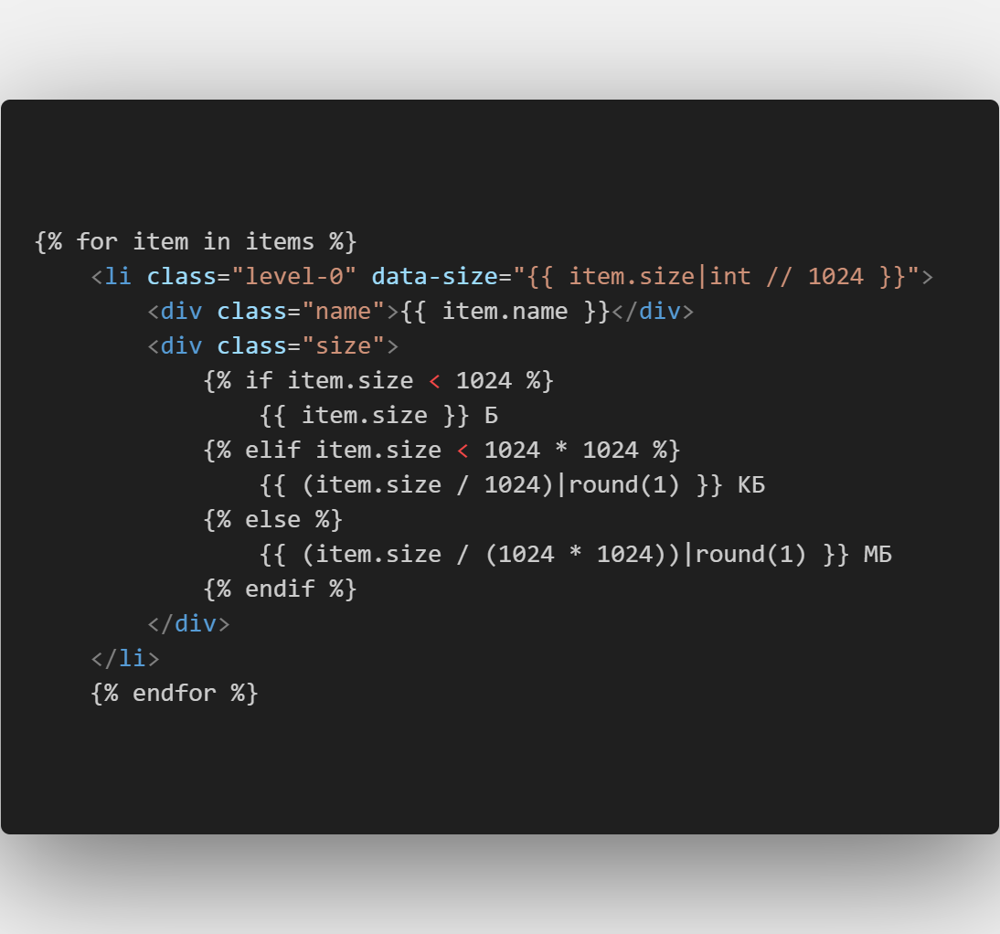 {% for item in items %}
    <li class="level-0" data-size="{{ item.size|int // 1024 }}">
        <div class="name">{{ item.name }}</div>
        <div class="size">
            {% if item.size < 1024 %}
                {{ item.size }} Б
            {% elif item.size < 1024 * 1024 %}
                {{ (item.size / 1024)|round(1) }} КБ
            {% else %}
                {{ (item.size / (1024 * 1024))|round(1) }} МБ
            {% endif %}
        </div>
    </li>
    {% endfor %}